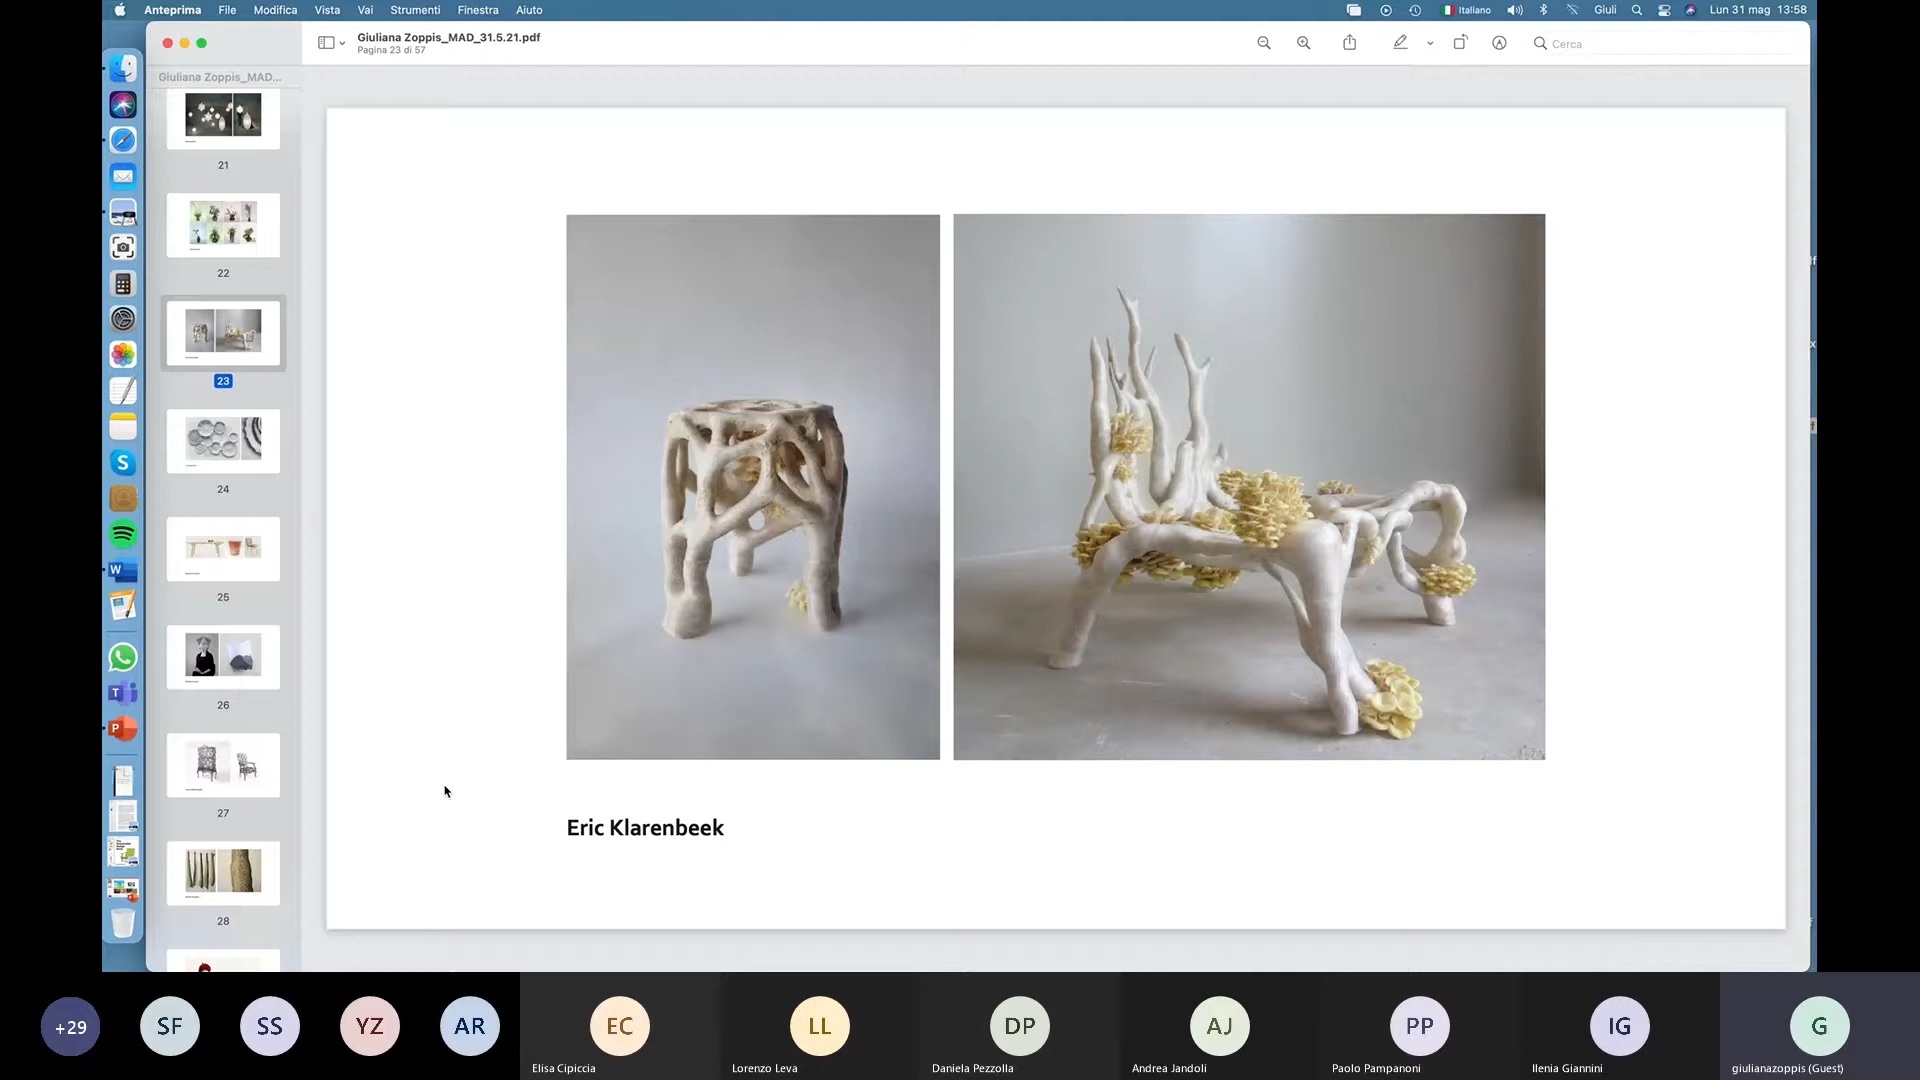 Anteprima File Modifica Vista Vai Strumenti Finestra Aiuto Italiano Giuli Lun 31 mag 13:58
Giuliana Zoppis_MAD_31.5.21.pdf
Pagina 23 di 57
Cerca
Giuliana Zoppis_MAD...
21
22
23
24
25
26
27
28
Eric Klarenbeek
+29 SF SS YZ AR EC LL DP AJ PP IG G
Elisa Cipiccia Lorenzo Leva Daniela Pezzolla Andrea Jandoli Paolo Pampanoni Ilenia Giannini giulianazoppis (Guest)